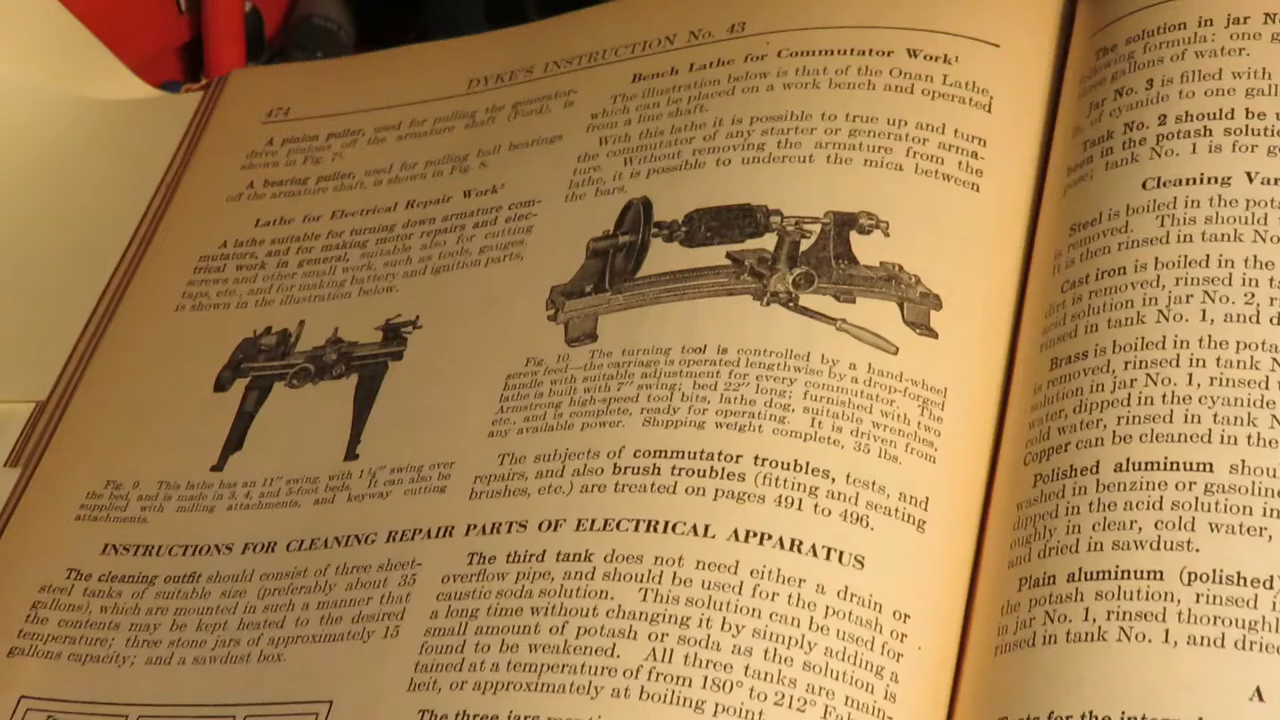 474
DYKE'S INSTRUCTION No. 43
A pinion puller, used for pulling the generator-
drive pinions off the armature shaft (Ford), is
shown in Fig. 7
A bearing puller, used for pulling ball bearings
off the armature shaft, is shown in Fig. 8.
Lathe for Electrical Repair Work²
A lathe suitable for turning down armature com-
mutators, and for making motor repairs and elec-
trical work in general, suitable also for cutting
screws and other small work, such as tools, gauges,
taps, etc., and for making battery and ignition parts,
is shown in the illustration below.
Fig. 9. This lathe has an 11" swing, with 1¼" swing over
the bed, and is made in 3, 4, and 5-foot beds. It can also be
supplied with milling attachments, and keyway cutting
attachments.
Bench Lathe for Commutator Work¹
The illustration below is that of the Onan Lathe,
which can be placed on a work bench and operated
from a line shaft.
With this lathe it is possible to true up and turn
the commutator of any starter or generator arma-
ture. Without removing the armature from the
lathe, it is possible to undercut the mica between
the bars.
Fig. 10. The turning tool is controlled by a hand-wheel
screw feed—the carriage is operated lengthwise by a drop-forged
handle with suitable adjustment for every commutator. The
lathe is built with 7" swing; bed 22" long; furnished with two
Armstrong high-speed tool bits, lathe dog, suitable wrenches,
etc., and is complete, ready for operating. It is driven from
any available power. Shipping weight complete, 35 lbs.
The subjects of commutator troubles, tests, and
repairs, and also brush troubles (fitting and seating
brushes, etc.) are treated on pages 491 to 496.
INSTRUCTIONS FOR CLEANING REPAIR PARTS OF ELECTRICAL APPARATUS
The cleaning outfit should consist of three sheet-
steel tanks of suitable size (preferably about 35
gallons), which are mounted in such a manner that
the contents may be kept heated to the desired
temperature; three stone jars of approximately 15
gallons capacity; and a sawdust box.
The third tank does not need either a drain or
overflow pipe, and should be used for the potash or
caustic soda solution. This solution can be used for
a long time without changing it by simply adding a
small amount of potash or soda as the solution is
found to be weakened. All three tanks are main-
tained at a temperature of from 180° to 212° Fah
heit, or approximately at boiling point.
The three jars
The solution in jar No
following formula: one g
three gallons of water.
Jar No. 3 is filled with
of cyanide to one gall
Tank No. 2 should be u
been in the potash soluti
pose; tank No. 1 is for g
Cleaning Var
Steel is boiled in the pot
is removed. This should
It is then rinsed in tank No
Cast iron is boiled in the
dirt is removed, rinsed in t
acid solution in jar No. 2, r
rinsed in tank No. 1, and d
Brass is boiled in the pota
is removed, rinsed in tank N
solution in jar No. 1, rinsed
water, dipped in the cyanide
cold water, rinsed in tank N
Copper can be cleaned in the
Polished aluminum shou
washed in benzine or gasolin
dipped in the acid solution in
oughly in clear, cold water,
and dried in sawdust.
Plain aluminum (polished)
the potash solution, rinsed i
in jar No. 1, rinsed thoroughl
rinsed in tank No. 1, and drie
A